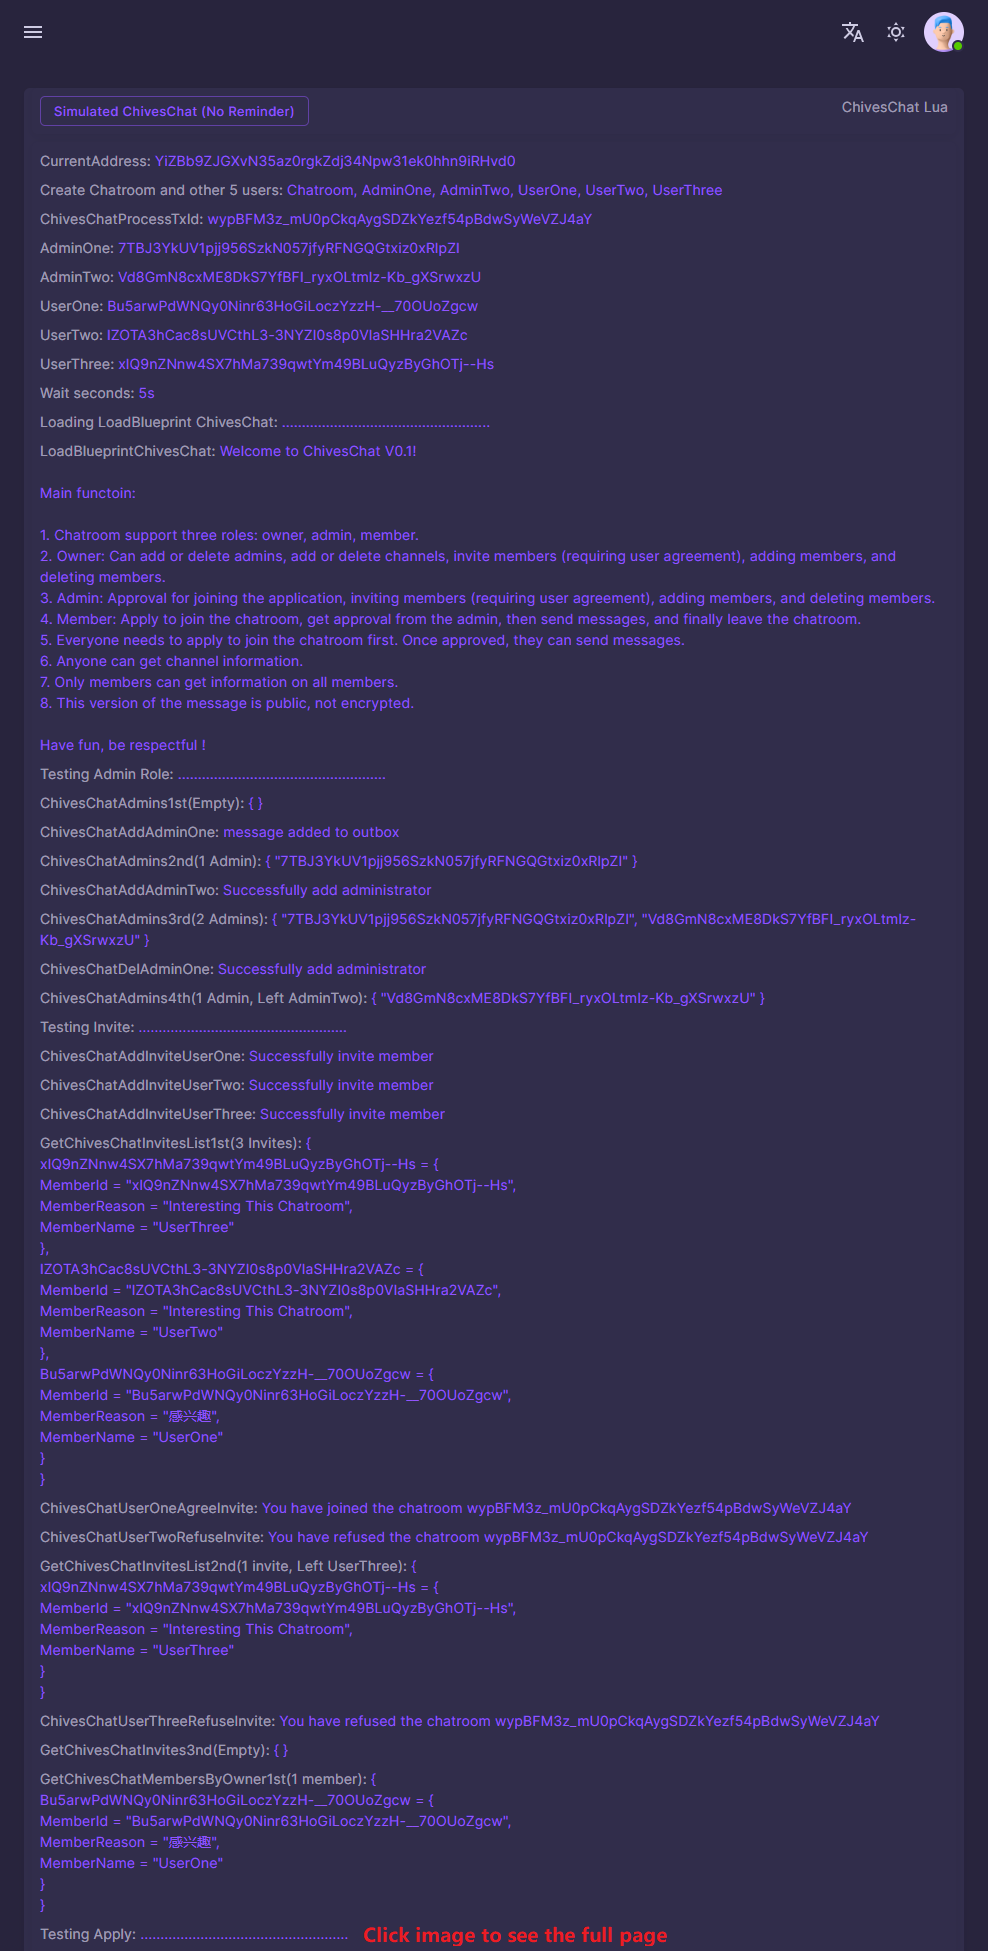 Simulated ChivesChat (No Reminder)
ChivesChat Lua
CurrentAddress: YiZBb9ZJGXvN35az0rgkZdj34Npw31ek0hhn9iRHvd0
Create Chatroom and other 5 users: Chatroom, AdminOne, AdminTwo, UserOne, UserTwo, UserThree
ChivesChatProcessTxId: wypBFM3z_mU0pCkqAygSDZkYezf54pBdwSyWeVZJ4aY
AdminOne: 7TBJ3YkUV1pjj956SzkN057jfyRFNGQGtxiz0xRlpZI
AdminTwo: Vd8GmN8cxME8DkS7YfBFI_ryxOLtmIz-Kb_gXSrwxzU
UserOne: Bu5arwPdWNQy0Ninr63HoGiLoczYzzH-__70OUoZgcw
UserTwo: IZOTA3hCac8sUVCthL3-3NYZI0s8p0VIaSHHra2VAZc
UserThree: xIQ9nZNnw4SX7hMa739qwtYm49BLuQyzByGhOTj--Hs
Wait seconds: 5s
Loading LoadBlueprint ChivesChat: ....................................................
LoadBlueprintChivesChat: Welcome to ChivesChat V0.1!
Main functoin:
1. Chatroom support three roles: owner, admin, member.
2. Owner: Can add or delete admins, add or delete channels, invite members (requiring user agreement), adding members, and
deleting members.
3. Admin: Approval for joining the application, inviting members (requiring user agreement), adding members, and deleting members.
4. Member: Apply to join the chatroom, get approval from the admin, then send messages, and finally leave the chatroom.
5. Everyone needs to apply to join the chatroom first. Once approved, they can send messages.
6. Anyone can get channel information.
7. Only members can get information on all members.
8. This version of the message is public, not encrypted.
Have fun, be respectful !
Testing Admin Role: ....................................................
ChivesChatAdmins1st(Empty): { }
ChivesChatAddAdminOne: message added to outbox
ChivesChatAdmins2nd(1 Admin): { "7TBJ3YkUV1pjj956SzkN057jfyRFNGQGtxiz0xRlpZI" }
ChivesChatAddAdminTwo: Successfully add administrator
ChivesChatAdmins3rd(2 Admins): { "7TBJ3YkUV1pjj956SzkN057jfyRFNGQGtxiz0xRlpZI", "Vd8GmN8cxME8DkS7YfBFI_ryxOLtmIz-
Kb_gXSrwxzU" }
ChivesChatDelAdminOne: Successfully add administrator
ChivesChatAdmins4th(1 Admin, Left AdminTwo): { "Vd8GmN8cxME8DkS7YfBFI_ryxOLtmIz-Kb_gXSrwxzU" }
Testing Invite: ....................................................
ChivesChatAddInviteUserOne: Successfully invite member
ChivesChatAddInviteUserTwo: Successfully invite member
ChivesChatAddInviteUserThree: Successfully invite member
GetChivesChatInvitesList1st(3 Invites): {
xIQ9nZNnw4SX7hMa739qwtYm49BLuQyzByGhOTj--Hs = {
MemberId = "xIQ9nZNnw4SX7hMa739qwtYm49BLuQyzByGhOTj--Hs",
MemberReason = "Interesting This Chatroom",
MemberName = "UserThree"
},
IZOTA3hCac8sUVCthL3-3NYZI0s8p0VIaSHHra2VAZc = {
MemberId = "IZOTA3hCac8sUVCthL3-3NYZI0s8p0VIaSHHra2VAZc",
MemberReason = "Interesting This Chatroom",
MemberName = "UserTwo"
},
Bu5arwPdWNQy0Ninr63HoGiLoczYzzH-__70OUoZgcw = {
MemberId = "Bu5arwPdWNQy0Ninr63HoGiLoczYzzH-__70OUoZgcw",
MemberReason = "感兴趣",
MemberName = "UserOne"
}
}
ChivesChatUserOneAgreeInvite: You have joined the chatroom wypBFM3z_mU0pCkqAygSDZkYezf54pBdwSyWeVZJ4aY
ChivesChatUserTwoRefuseInvite: You have refused the chatroom wypBFM3z_mU0pCkqAygSDZkYezf54pBdwSyWeVZJ4aY
GetChivesChatInvitesList2nd(1 invite, Left UserThree): {
xIQ9nZNnw4SX7hMa739qwtYm49BLuQyzByGhOTj--Hs = {
MemberId = "xIQ9nZNnw4SX7hMa739qwtYm49BLuQyzByGhOTj--Hs",
MemberReason = "Interesting This Chatroom",
MemberName = "UserThree"
}
}
ChivesChatUserThreeRefuseInvite: You have refused the chatroom wypBFM3z_mU0pCkqAygSDZkYezf54pBdwSyWeVZJ4aY
GetChivesChatInvites3nd(Empty): { }
GetChivesChatMembersByOwner1st(1 member): {
Bu5arwPdWNQy0Ninr63HoGiLoczYzzH-__70OUoZgcw = {
MemberId = "Bu5arwPdWNQy0Ninr63HoGiLoczYzzH-__70OUoZgcw",
MemberReason = "感兴趣",
MemberName = "UserOne"
}
}
Testing Apply: .................................................... Click image to see the full page